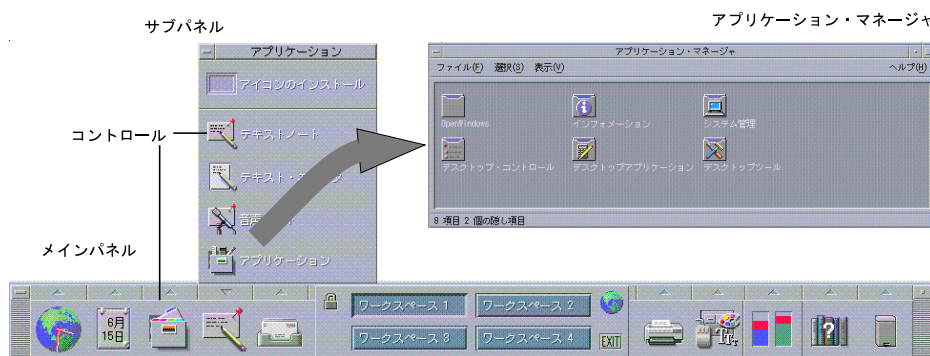 サブパネル
アプリケーション・マネージャ
アプリケーション
アイコンのインストール
コントロール
テキストノート
テキスト・
音声
アプリケーション
アプリケーション・マネージャ
ファイル(F) 選択(S) 表示(V) ヘルプ(H)
OpenWindows インフォメーション システム管理
デスクトップ・コントロール デスクトップアプリケーション デスクトップツール
8 項目 2 個の隠し項目
メインパネル
6月
15日
ワークスペース 1 ワークスペース 2
ワークスペース 3 ワークスペース 4
EXIT